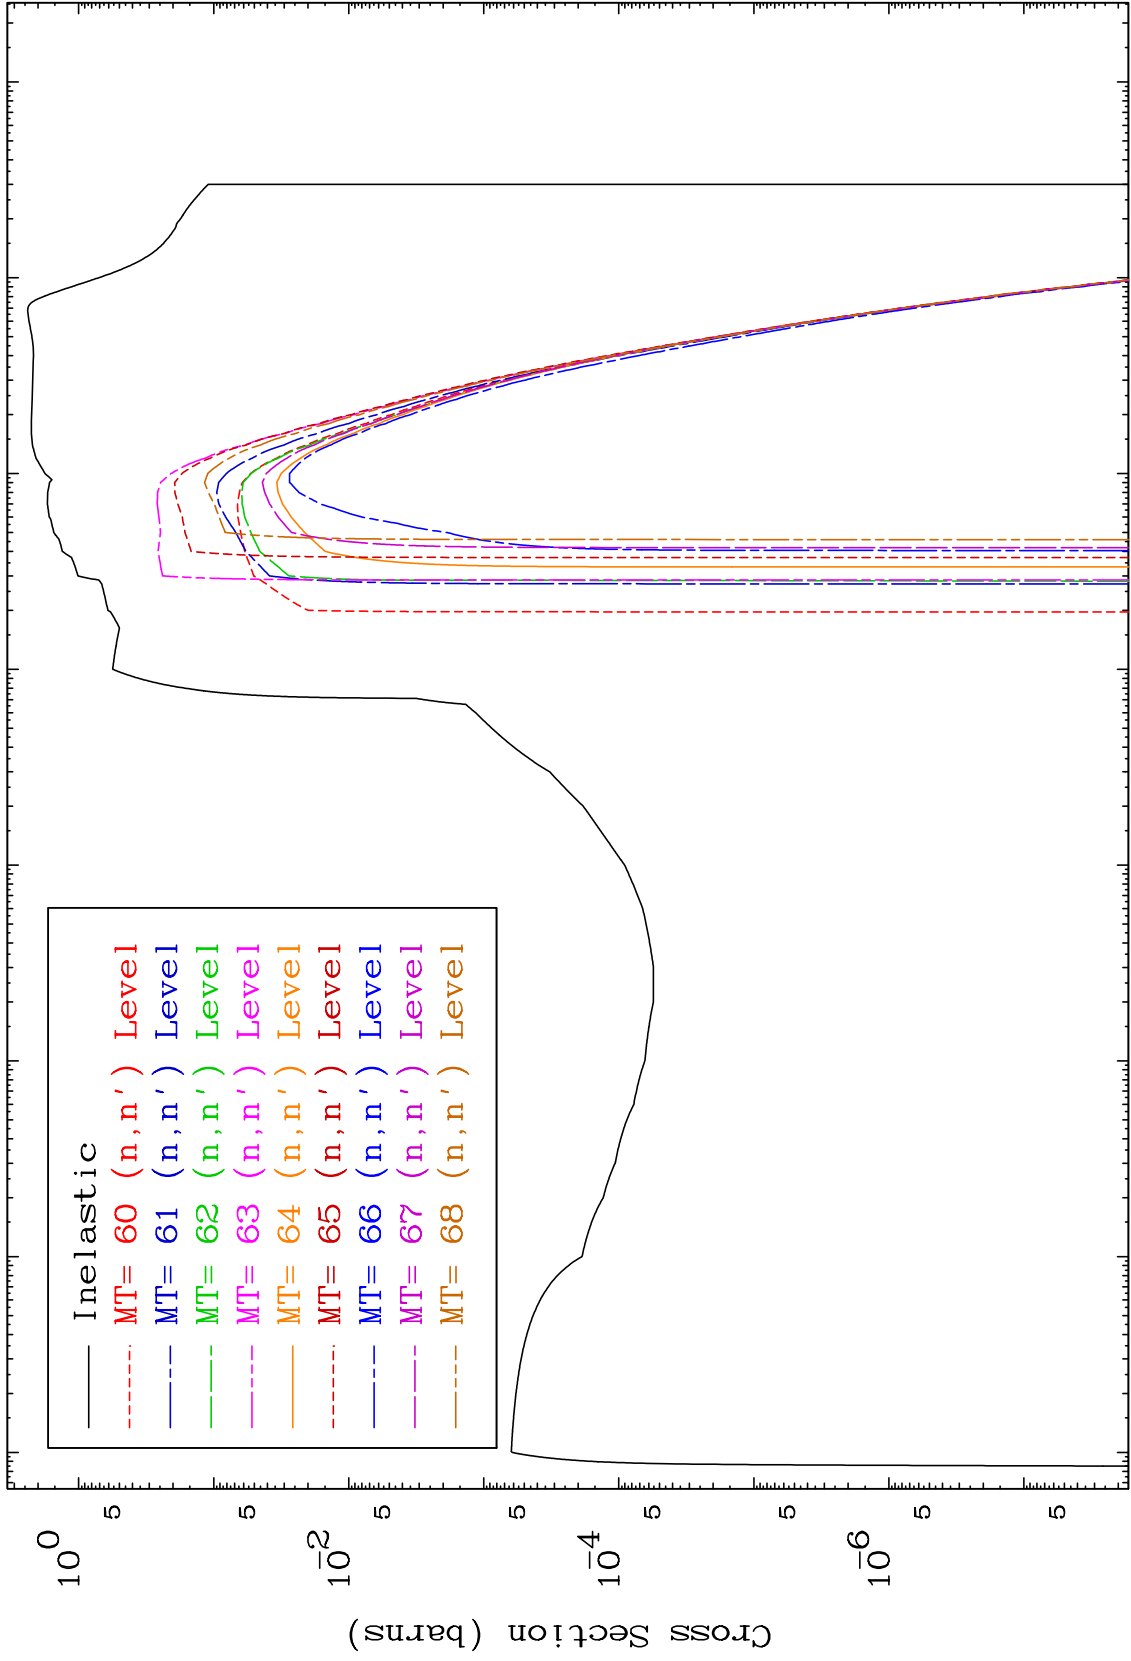 Inelastic
MT= 60 (n,n') Level
MT= 61 (n,n') Level
MT= 62 (n,n') Level
MT= 63 (n,n') Level
MT= 64 (n,n') Level
MT= 65 (n,n') Level
MT= 66 (n,n') Level
MT= 67 (n,n') Level
MT= 68 (n,n') Level
10^0
5
5
10^-2
5
5
10^-4
5
5
10^-6
5
5
Cross Section (barns)